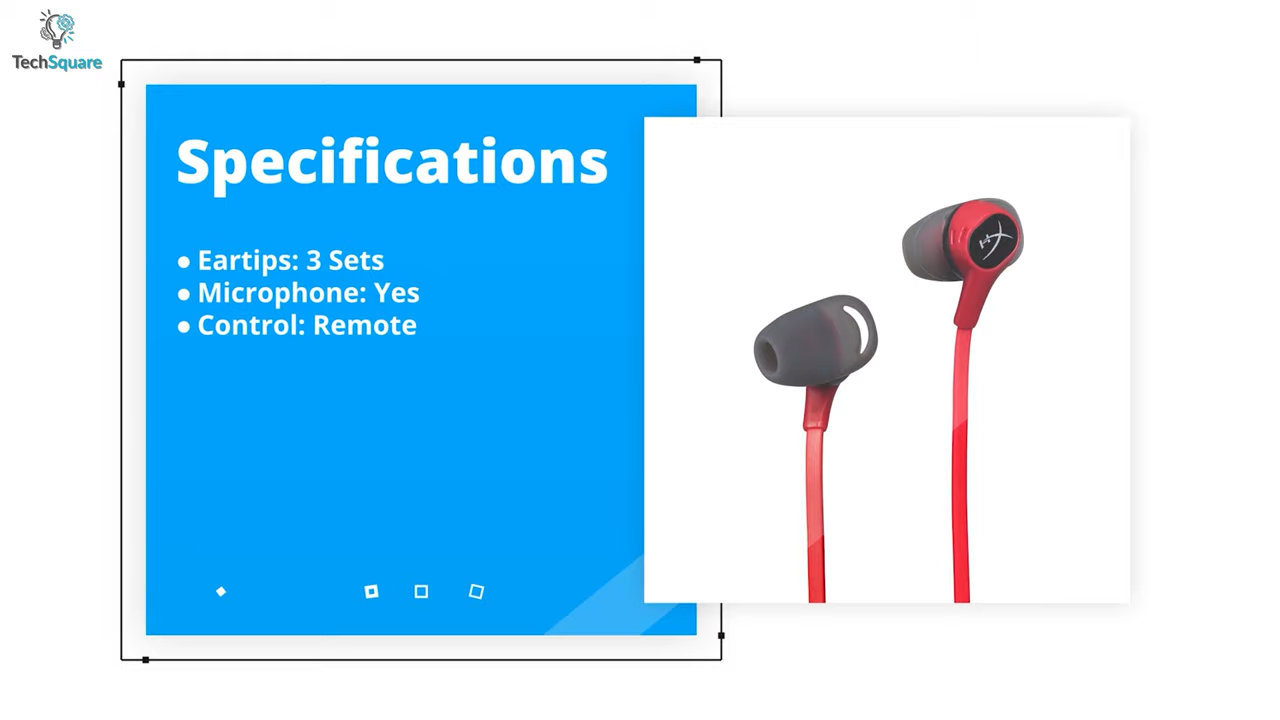 TechSquare
Specifications
● Eartips: 3 Sets
● Microphone: Yes
● Control: Remote